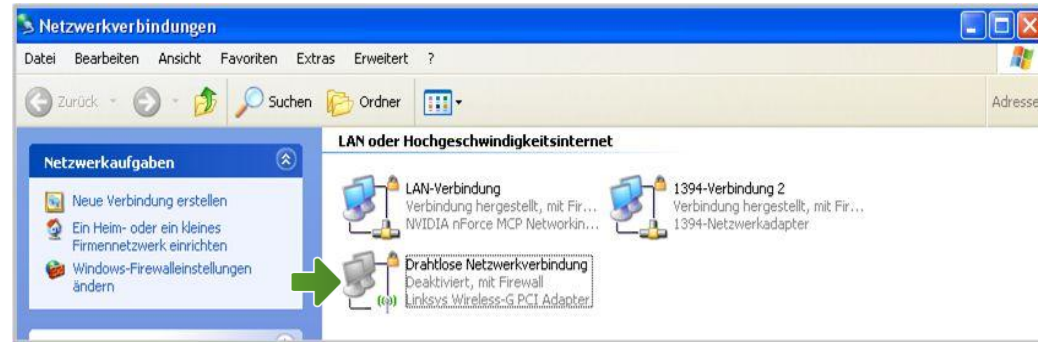 Netzwerkverbindungen
Datei Bearbeiten Ansicht Favoriten Extras Erweitert ?
Zurück Suchen Ordner Adresse
Netzwerkaufgaben
Neue Verbindung erstellen
Ein Heim- oder ein kleines
Firmennetzwerk einrichten
Windows-Firewalleinstellungen
ändern
LAN oder Hochgeschwindigkeitsinternet
LAN-Verbindung
Verbindung hergestellt, mit Fir...
NVIDIA nForce MCP Networkin...
1394-Verbindung 2
Verbindung hergestellt, mit Fir...
1394-Netzwerkadapter
Drahtlose Netzwerkverbindung
Deaktiviert, mit Firewall
Linksys Wireless-G PCI Adapter